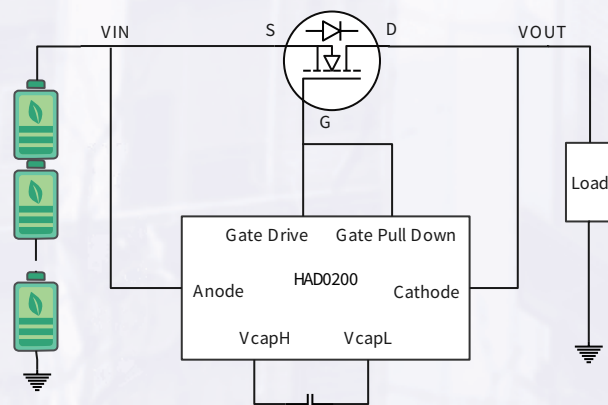 VIN
S
D
VOUT
G
Load
Gate Drive
Gate Pull Down
HAD0200
Anode
Cathode
VcapH
VcapL